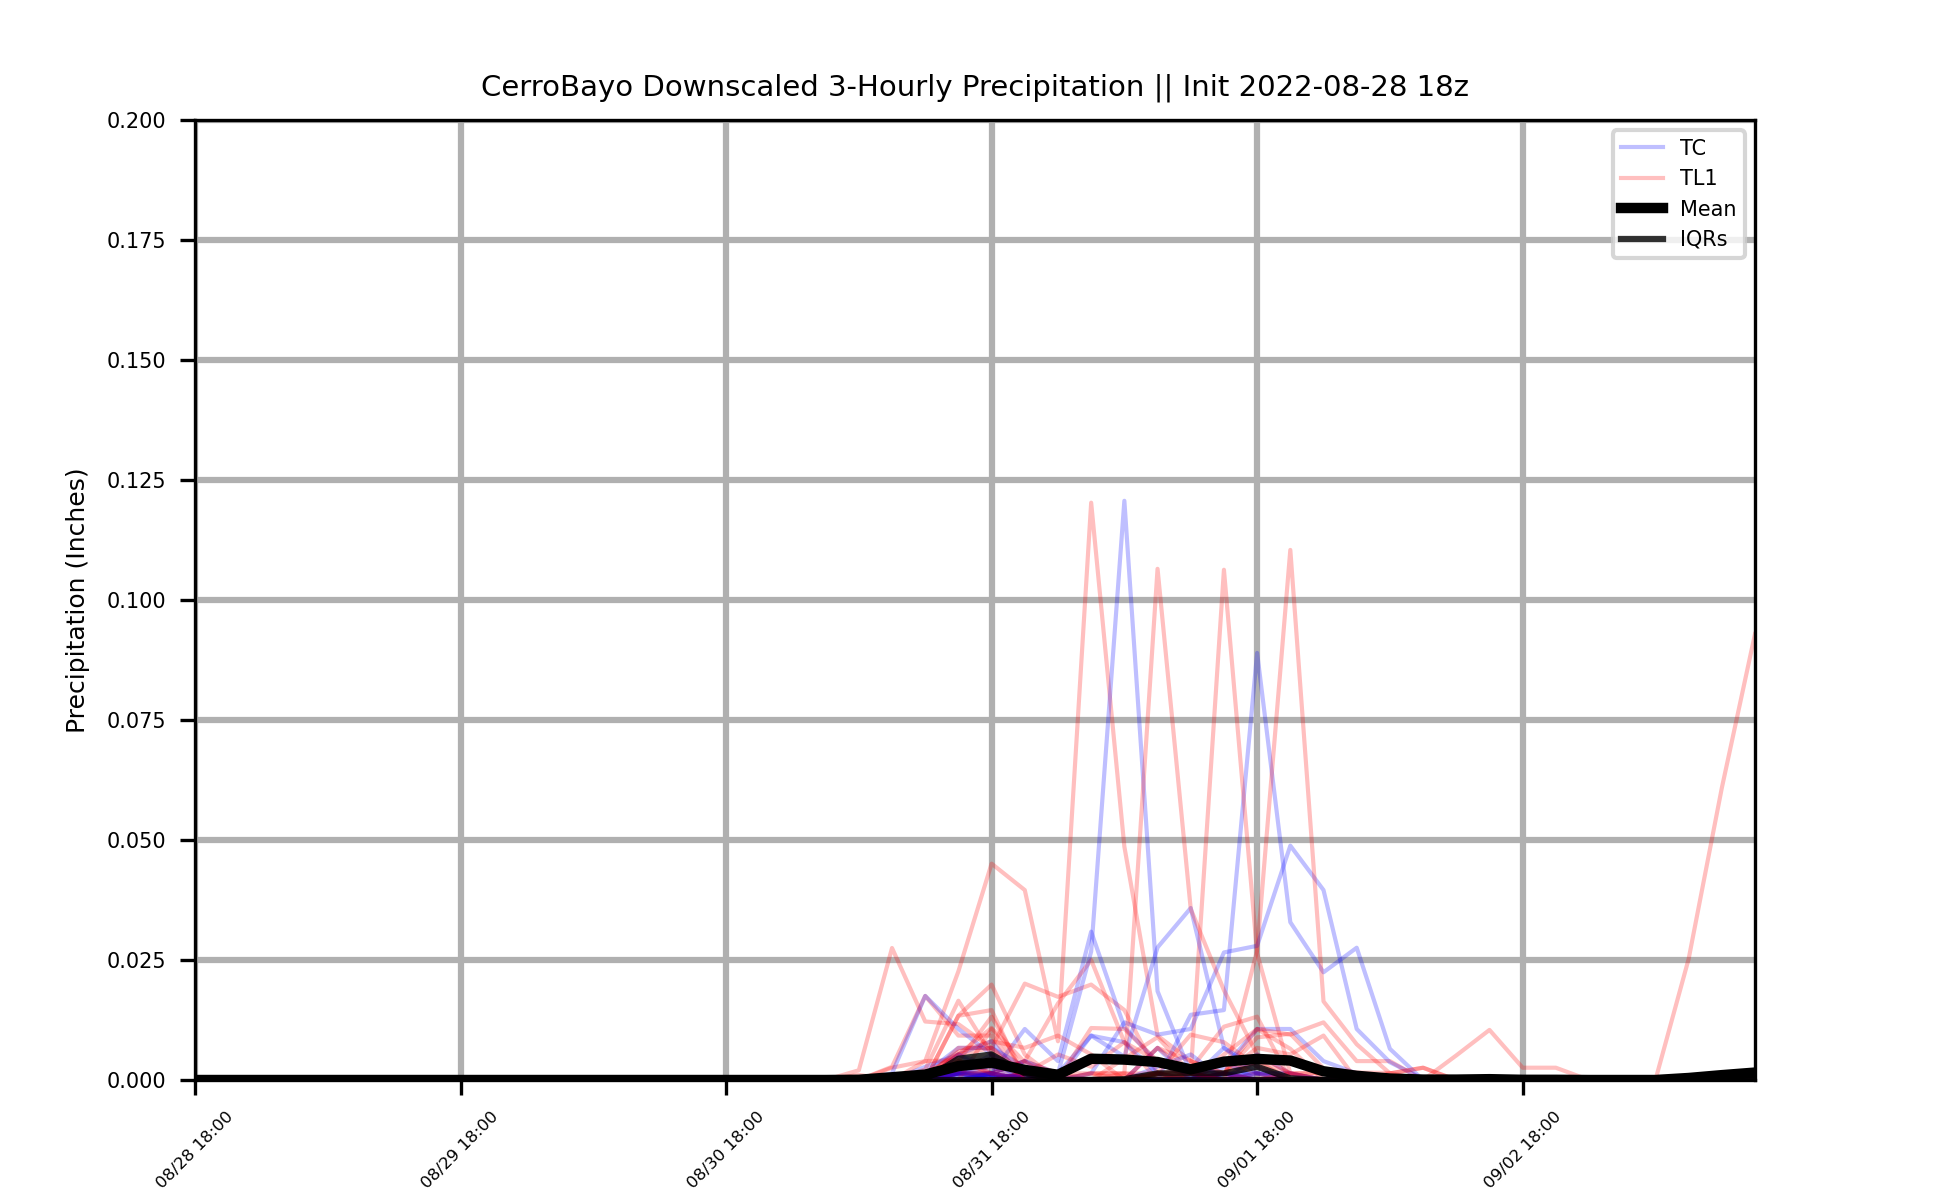 CerroBayo Downscaled 3-Hourly Precipitation || Init 2022-08-28 18z
Precipitation (Inches)
0.200
0.175
0.150
0.125
0.100
0.075
0.050
0.025
0.000
TC
TL1
Mean
IQRs
08/28 18:00
08/29 18:00
08/30 18:00
08/31 18:00
09/01 18:00
09/02 18:00